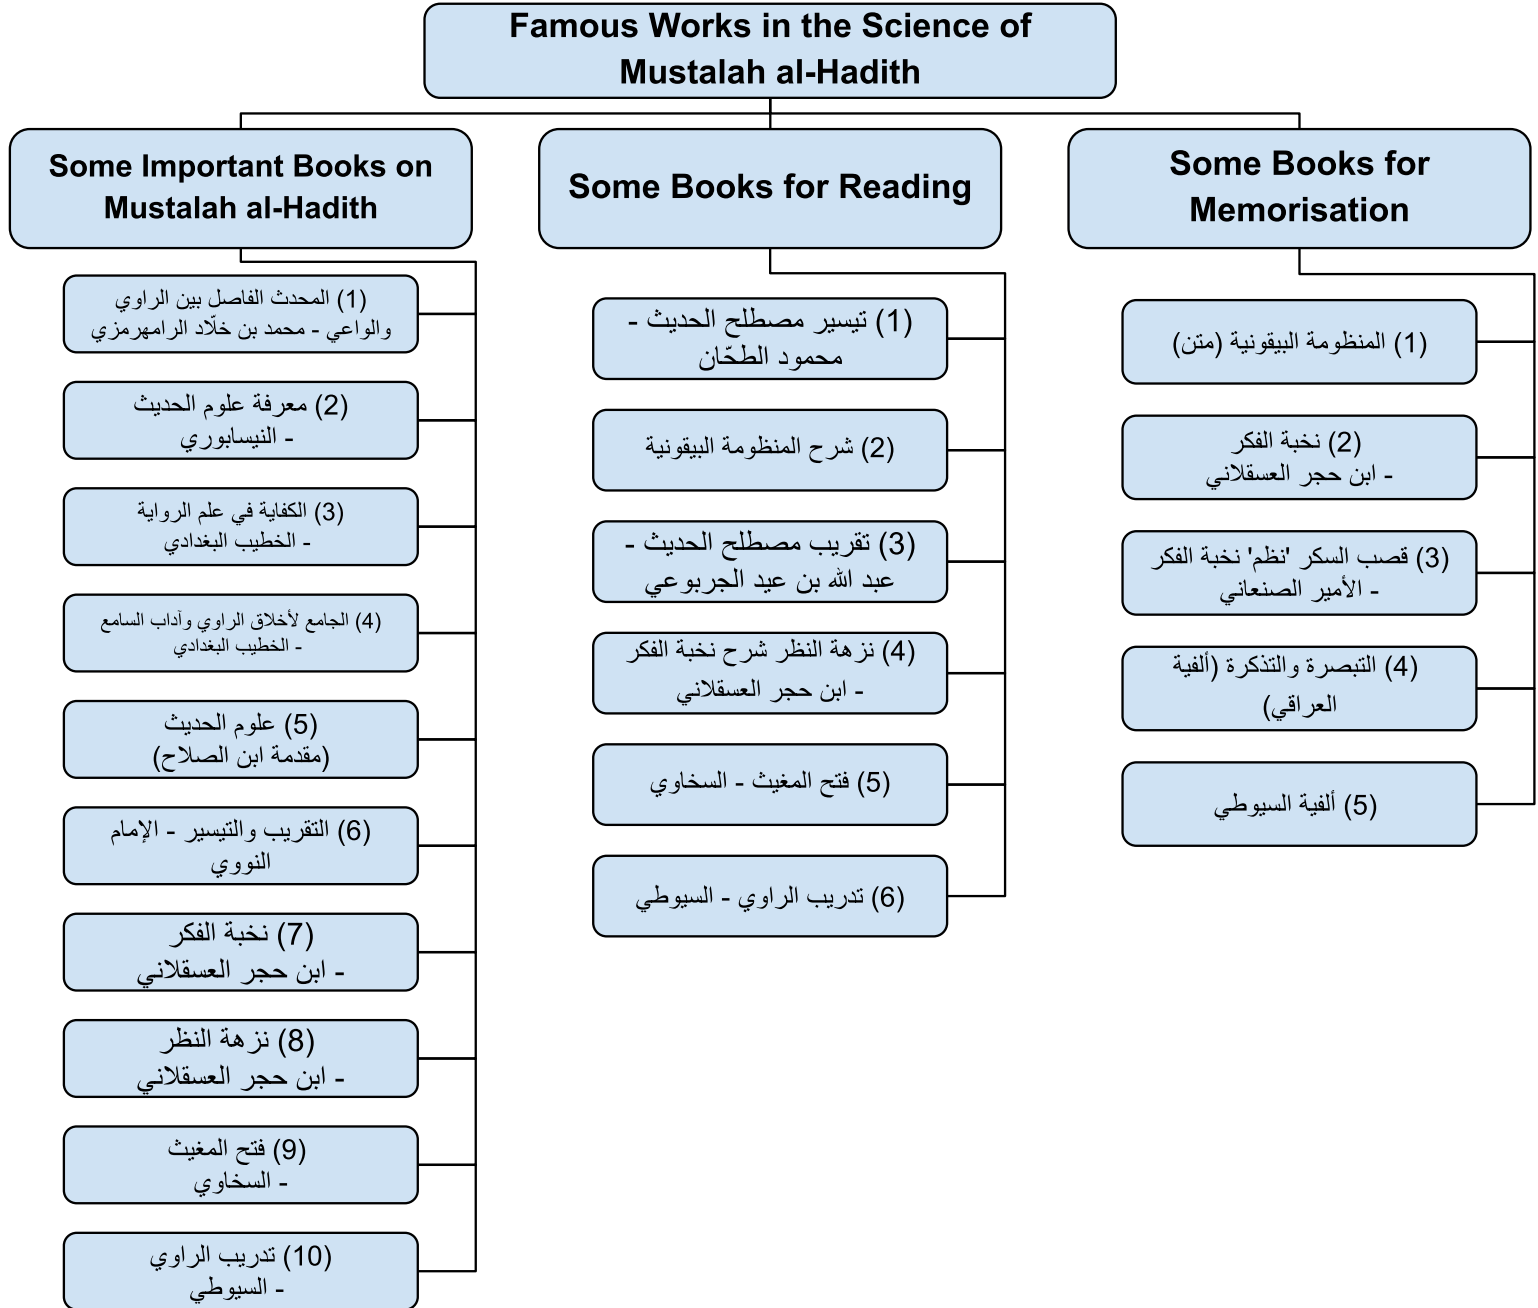 Famous Works in the Science of
Mustalah al-Hadith
Some Important Books on
Mustalah al-Hadith
(1) المحدث الفاصل بين الراوي
والواعي - محمد بن خلّاد الرامهرمزي
(2) معرفة علوم الحديث
- النيسابوري
(3) الكفاية في علم الرواية
- الخطيب البغدادي
(4) الجامع لأخلاق الراوي وآداب السامع
- الخطيب البغدادي
(5) علوم الحديث
(مقدمة ابن الصلاح)
(6) التقريب والتيسير - الإمام
النووي
(7) نخبة الفكر
- ابن حجر العسقلاني
(8) نزهة النظر
- ابن حجر العسقلاني
(9) فتح المغيث
- السخاوي
(10) تدريب الراوي
- السيوطي
Some Books for Reading
(1) تيسير مصطلح الحديث -
محمود الطحّان
(2) شرح المنظومة البيقونية
(3) تقريب مصطلح الحديث -
عبد الله بن عيد الجربوعي
(4) نزهة النظر شرح نخبة الفكر
- ابن حجر العسقلاني
(5) فتح المغيث - السخاوي
(6) تدريب الراوي - السيوطي
Some Books for
Memorisation
(1) المنظومة البيقونية (متن)
(2) نخبة الفكر
- ابن حجر العسقلاني
(3) قصب السكر 'نظم' نخبة الفكر
- الأمير الصنعاني
(4) التبصرة والتذكرة (ألفية
العراقي)
(5) ألفية السيوطي